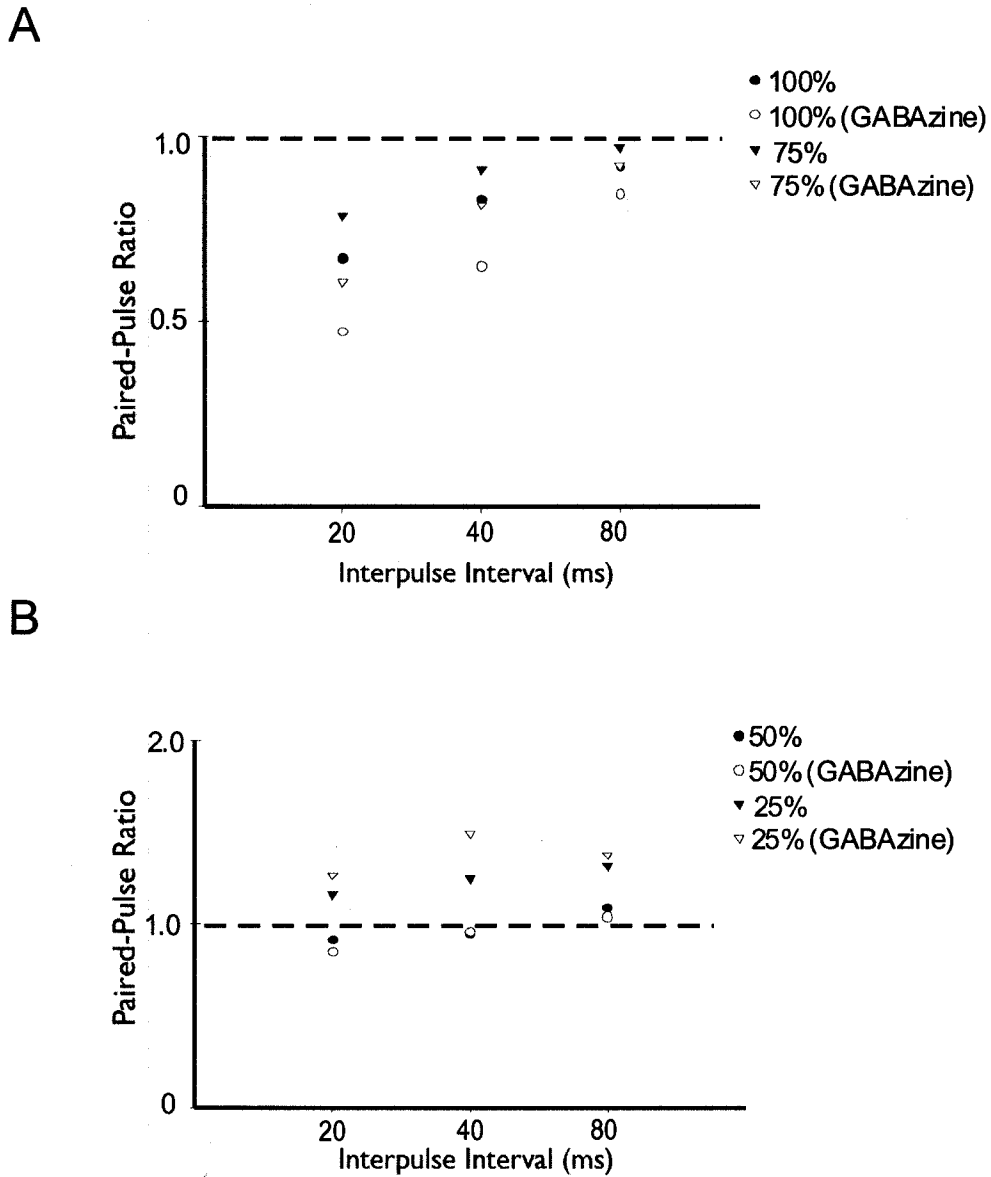 A
100%
100% (GABAzine)
75%
75% (GABAzine)
1.0
0.5
0
Paired-Pulse Ratio
20 40 80
Interpulse Interval (ms)
B
50%
50% (GABAzine)
25%
25% (GABAzine)
2.0
1.0
0
Paired-Pulse Ratio
20 40 80
Interpulse Interval (ms)